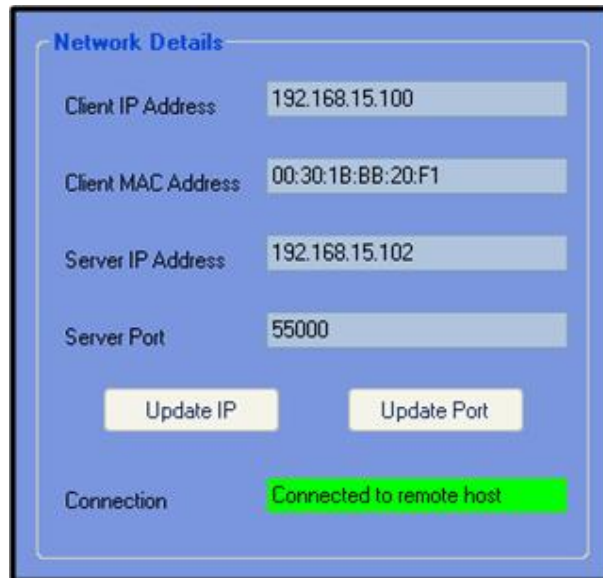 Network Details
Client IP Address 192.168.15.100
Client MAC Address 00:30:1B:BB:20:F1
Server IP Address 192.168.15.102
Server Port 55000
Update IP Update Port
Connection Connected to remote host